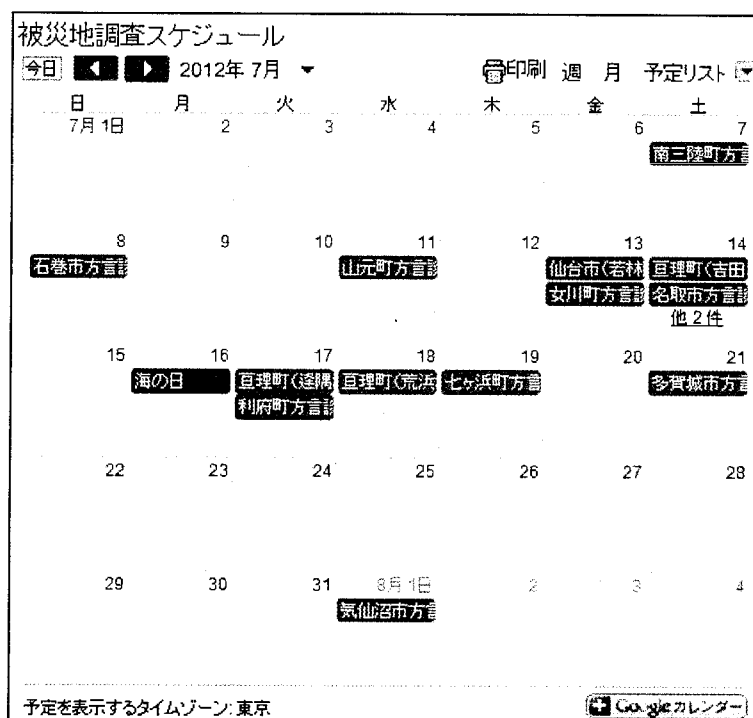 被災地調査スケジュール
今日 2012年 7月 印刷 週 月 予定リスト
日 月 火 水 木 金 土
7月 1日 2 3 4 5 6 7
南三陸町方言
8 9 10 11 12 13 14
石巻市方言 山元町方言 仙台市(若林 亘理町(吉田
女川町方言 名取市方言
他 2 件
15 16 17 18 19 20 21
海の日 亘理町(逢隈 亘理町(荒浜 七ヶ浜町方言 多賀城市方言
利府町方言
22 23 24 25 26 27 28
29 30 31 8月 1日 2 3 4
気仙沼市方言
予定を表示するタイムゾーン: 東京 Googleカレンダー